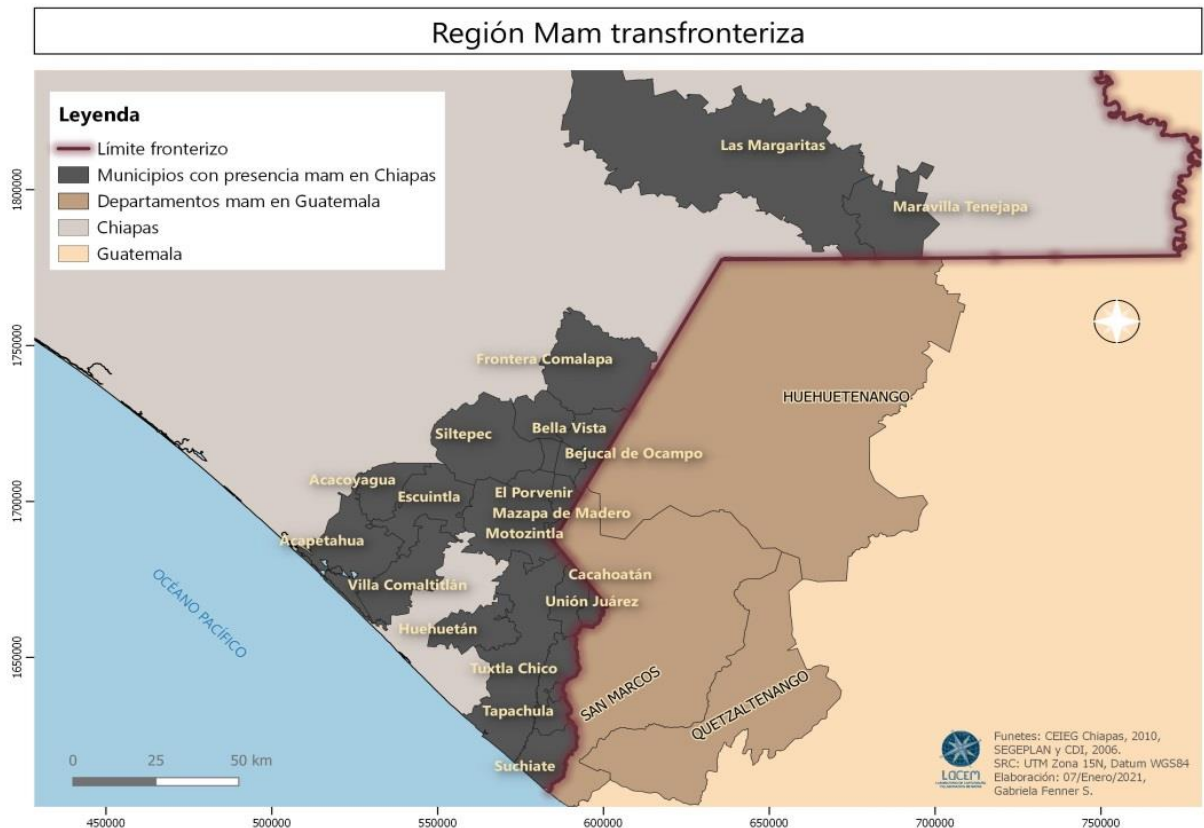 Región Mam transfronteriza
Leyenda
Límite fronterizo
Municipios con presencia mam en Chiapas
Departamentos mam en Guatemala
Chiapas
Guatemala
Las Margaritas
Maravilla Tenejapa
Frontera Comalapa
HUEHUETENANGO
Bella Vista
Siltepec
Bejucal de Ocampo
Acacoyagua
Escuintla
El Porvenir
Mazapa de Madero
Motozintla
Acapetahua
Cacahoatán
Villa Comaltitlán
Unión Juárez
Huehuetán
OCÉANO PACÍFICO
Tuxtla Chico
SAN MARCOS
QUETZALTENANGO
Tapachula
Suchiate
0 25 50 km
LACEM
Funetes: CEIEG Chiapas, 2010,
SEGEPLAN y CDI, 2006.
SRC: UTM Zona 15N, Datum WGS84
Elaboración: 07/Enero/2021,
Gabriela Fenner S.
1800000
1750000
1700000
1650000
450000 500000 550000 600000 650000 700000 750000